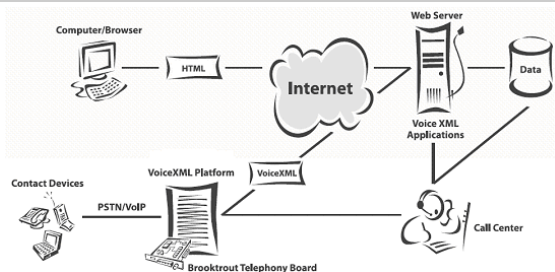 Web Server
Computer/Browser
HTML
Internet
Data
Voice XML
Applications
VoiceXML Platform
VoiceXML
Contact Devices
PSTN/VoIP
Call Center
Brooktrout Telephony Board